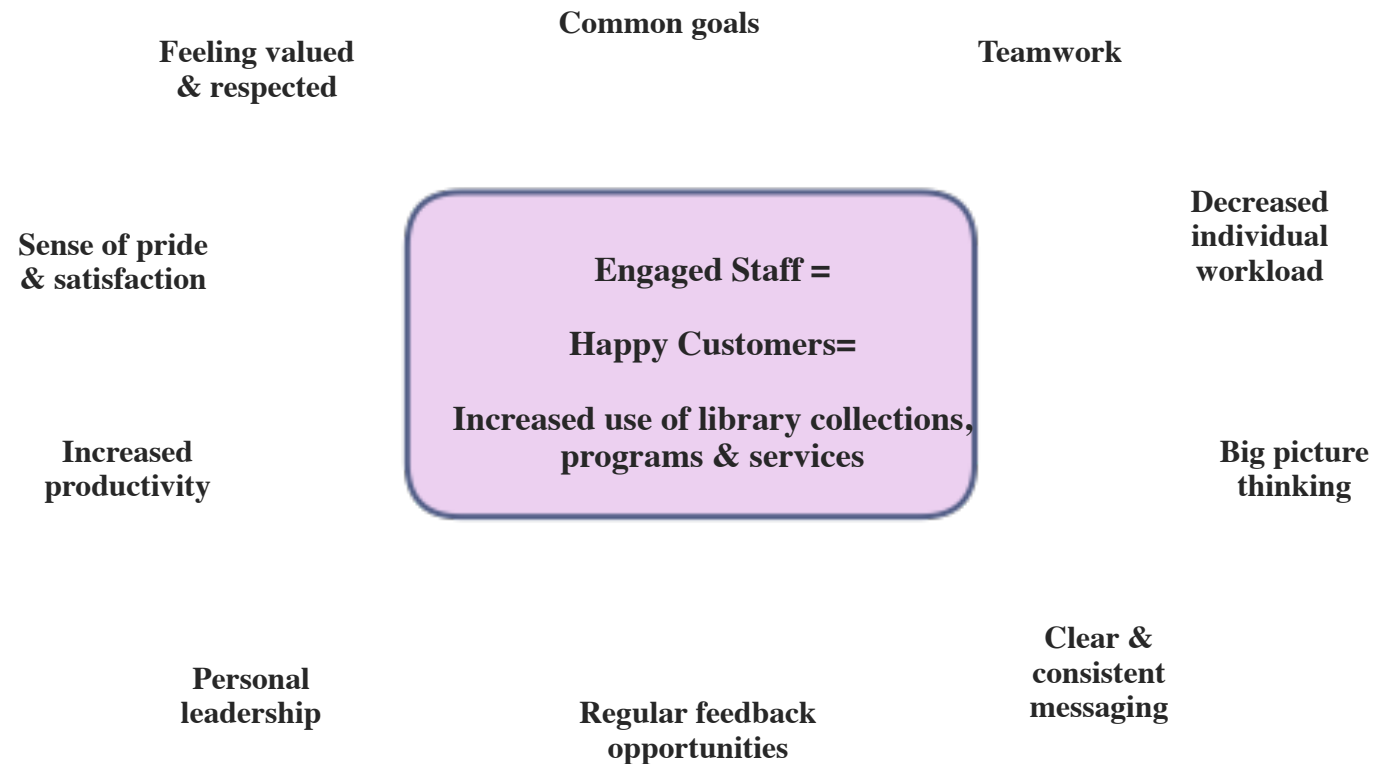 Common goals
Feeling valued
& respected
Teamwork
Decreased
individual
workload
Sense of pride
& satisfaction
Engaged Staff =
Happy Customers=
Increased use of library collections,
programs & services
Increased
productivity
Big picture
thinking
Clear &
consistent
messaging
Personal
leadership
Regular feedback
opportunities